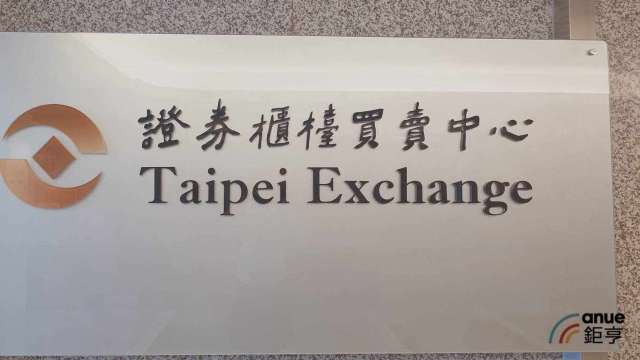 證券櫃檯買賣中心
Taipei Exchange
anue
鉅亨